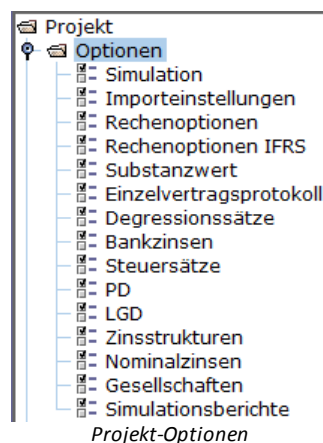 Projekt
Optionen
Simulation
Importeinstellungen
Rechenoptionen
Rechenoptionen IFRS
Substanzwert
Einzelvertragsprotokoll
Degressionssätze
Bankzinsen
Steuersätze
PD
LGD
Zinsstrukturen
Nominalzinsen
Gesellschaften
Simulationsberichte
Projekt-Optionen